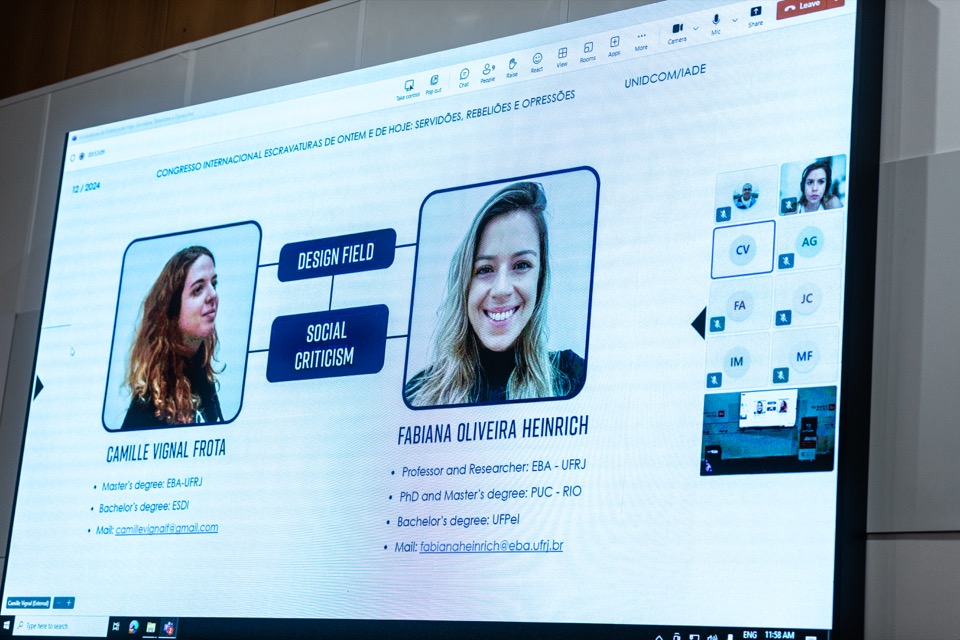 Take control
Pop out
Chat
People
9
Raise
React
View
Rooms
Apps
More
Camera
Mic
Share
Leave
UNIDCOM/IADE
CONGRESSO INTERNACIONAL ESCRAVATURAS DE ONTEM E DE HOJE: SERVIDÕES, REBELIÕES E OPRESSÕES
12 / 2024
DESIGN FIELD
SOCIAL
CRITICISM
CV
AG
FA
JC
IM
MF
CAMILLE VIGNAL FROTA
• Master's degree: EBA-UFRJ
• Bachelor's degree: ESDI
• Mail: camillevignalf@gmail.com
FABIANA OLIVEIRA HEINRICH
• Professor and Researcher: EBA - UFRJ
• PhD and Master's degree: PUC - RIO
• Bachelor's degree: UFPel
• Mail: fabianaheinrich@eba.ufrj.br
Camille Vignal (External)
Type here to search
ENG
11:58 AM